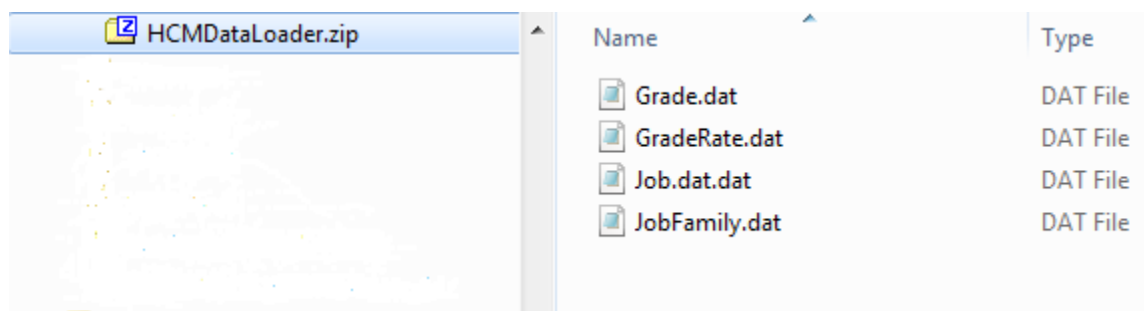 HCMDataLoader.zip
Name Type
Grade.dat DAT File
GradeRate.dat DAT File
Job.dat.dat DAT File
JobFamily.dat DAT File